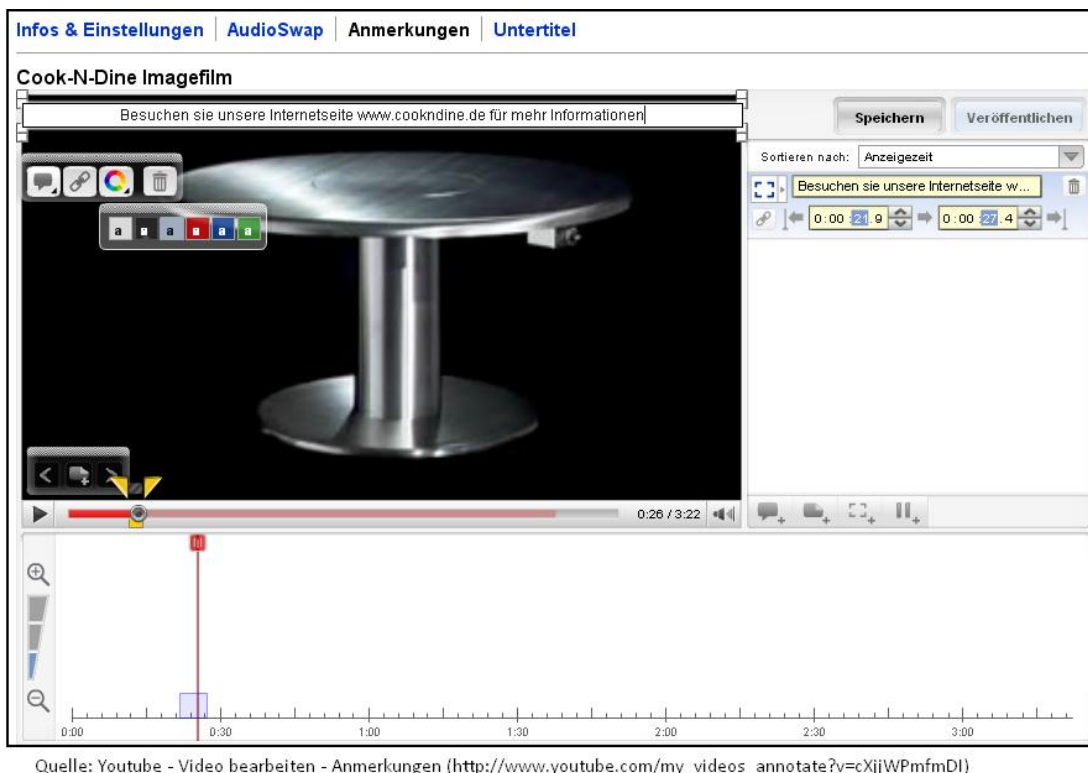 Infos & Einstellungen AudioSwap Anmerkungen Untertitel
Cook-N-Dine Imagefilm
Besuchen sie unsere Internetseite www.cookndine.de für mehr Informationen
Speichern Veröffentlichen
Sortieren nach: Anzeigezeit
Besuchen sie unsere Internetseite w...
0:00:21.9 0:00:27.4
a a a a a a
0:26 / 3:22
0:00 0:30 1:00 1:30 2:00 2:30 3:00
Quelle: Youtube - Video bearbeiten - Anmerkungen (http://www.youtube.com/my_videos_annotate?v=cXjjWPmfmDI)